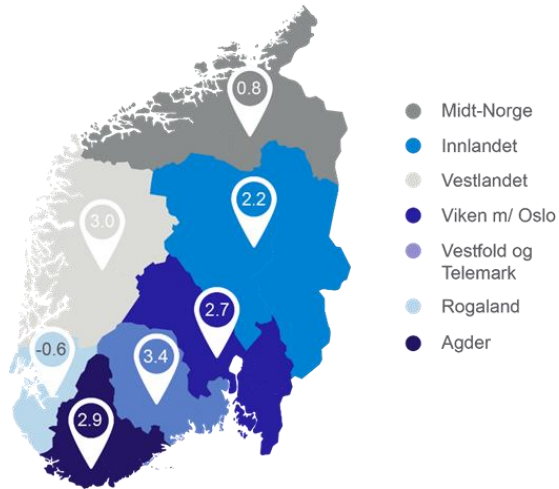 0.8
2.2
3.0
2.7
-0.6
3.4
2.9
Midt-Norge
Innlandet
Vestlandet
Viken m/ Oslo
Vestfold og
Telemark
Rogaland
Agder